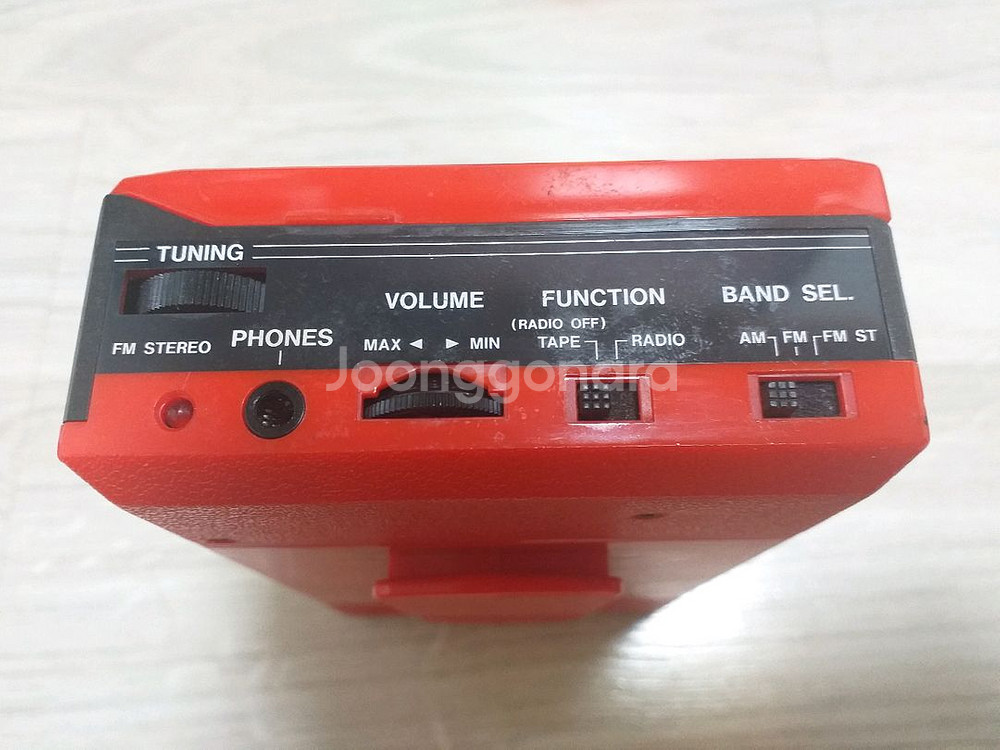 TUNING
VOLUME
FUNCTION
BAND SEL.
FM STEREO
PHONES
MAX ◄ ► MIN
(RADIO OFF)
TAPE
RADIO
AM
FM
FM ST
Joonggonara